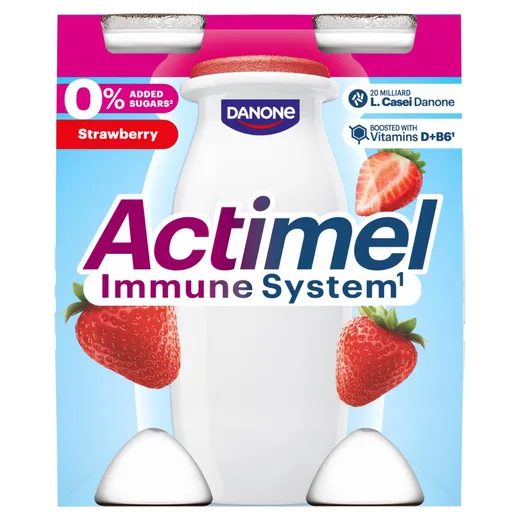 0% ADDED
SUGARS²
Strawberry
DANONE
20 MILLIARD
L. Casei Danone
BOOSTED WITH
Vitamins D+B6¹
Actimel
Immune System¹